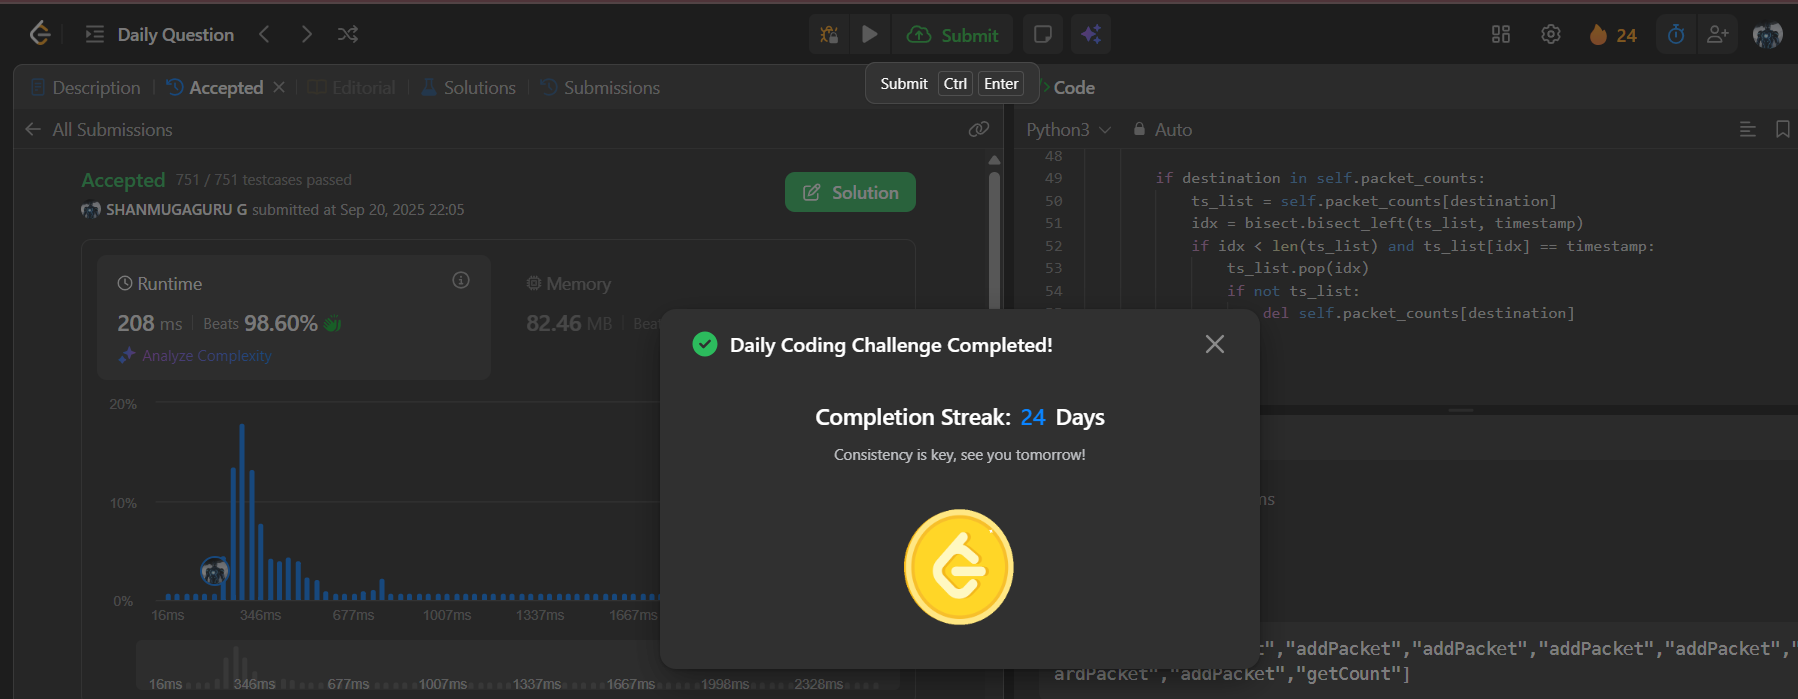 Daily Question
Submit
24
Submit Ctrl Enter
Description
Accepted
Editorial
Solutions
Submissions
Code
All Submissions
Python3
Auto
Accepted 751 / 751 testcases passed
SHANMUGAGURU G submitted at Sep 20, 2025 22:05
Solution
Runtime
208 ms | Beats 98.60%
Analyze Complexity
Memory
82.46 MB | Beat
20%
10%
0%
16ms 346ms 677ms 1007ms 1337ms 1667ms
16ms 346ms 677ms 1007ms 1337ms 1667ms 1998ms 2328ms
48
49 if destination in self.packet_counts:
50 ts_list = self.packet_counts[destination]
51 idx = bisect.bisect_left(ts_list, timestamp)
52 if idx < len(ts_list) and ts_list[idx] == timestamp:
53 ts_list.pop(idx)
54 if not ts_list:
del self.packet_counts[destination]
Daily Coding Challenge Completed!
Completion Streak: 24 Days
Consistency is key, see you tomorrow!
ms
","addPacket","addPacket","addPacket","addPacket","
ardPacket","addPacket","getCount"]